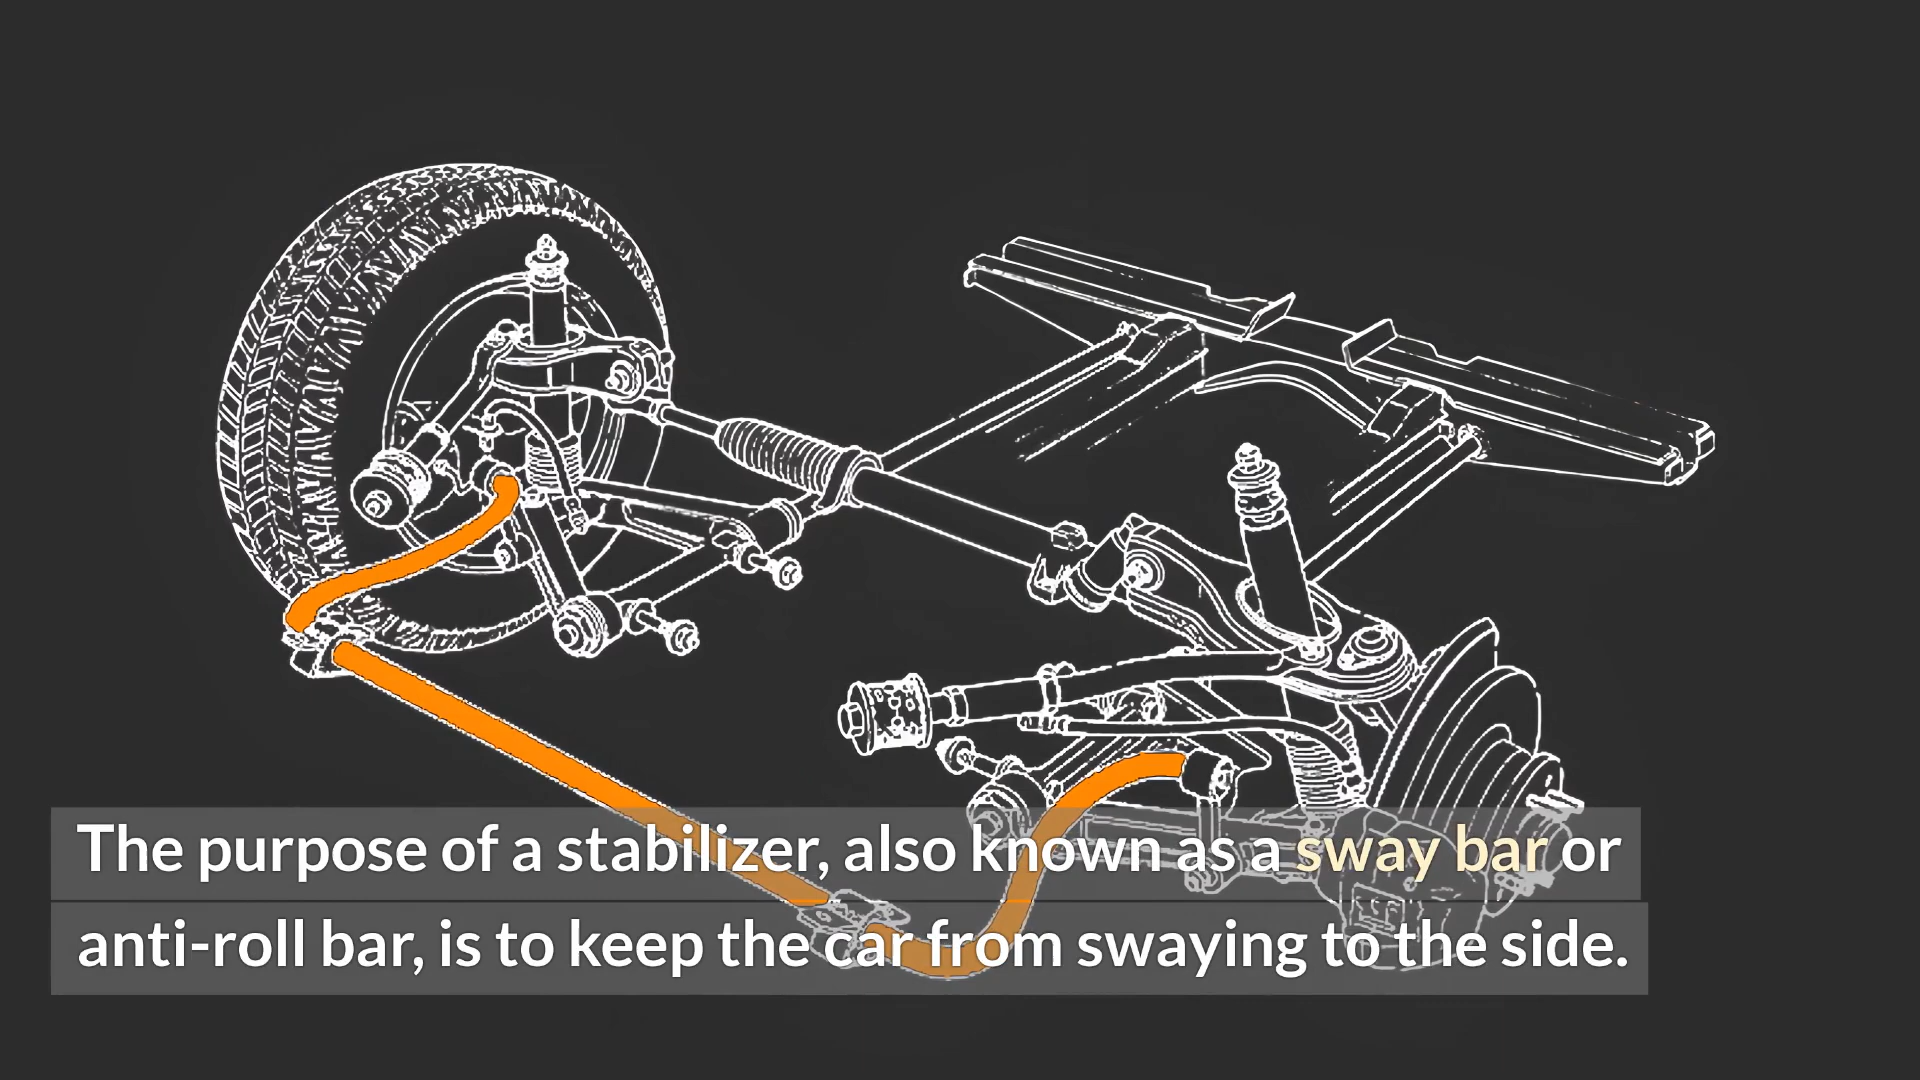 The purpose of a stabilizer, also known as a sway bar or
anti-roll bar, is to keep the car from swaying to the side.